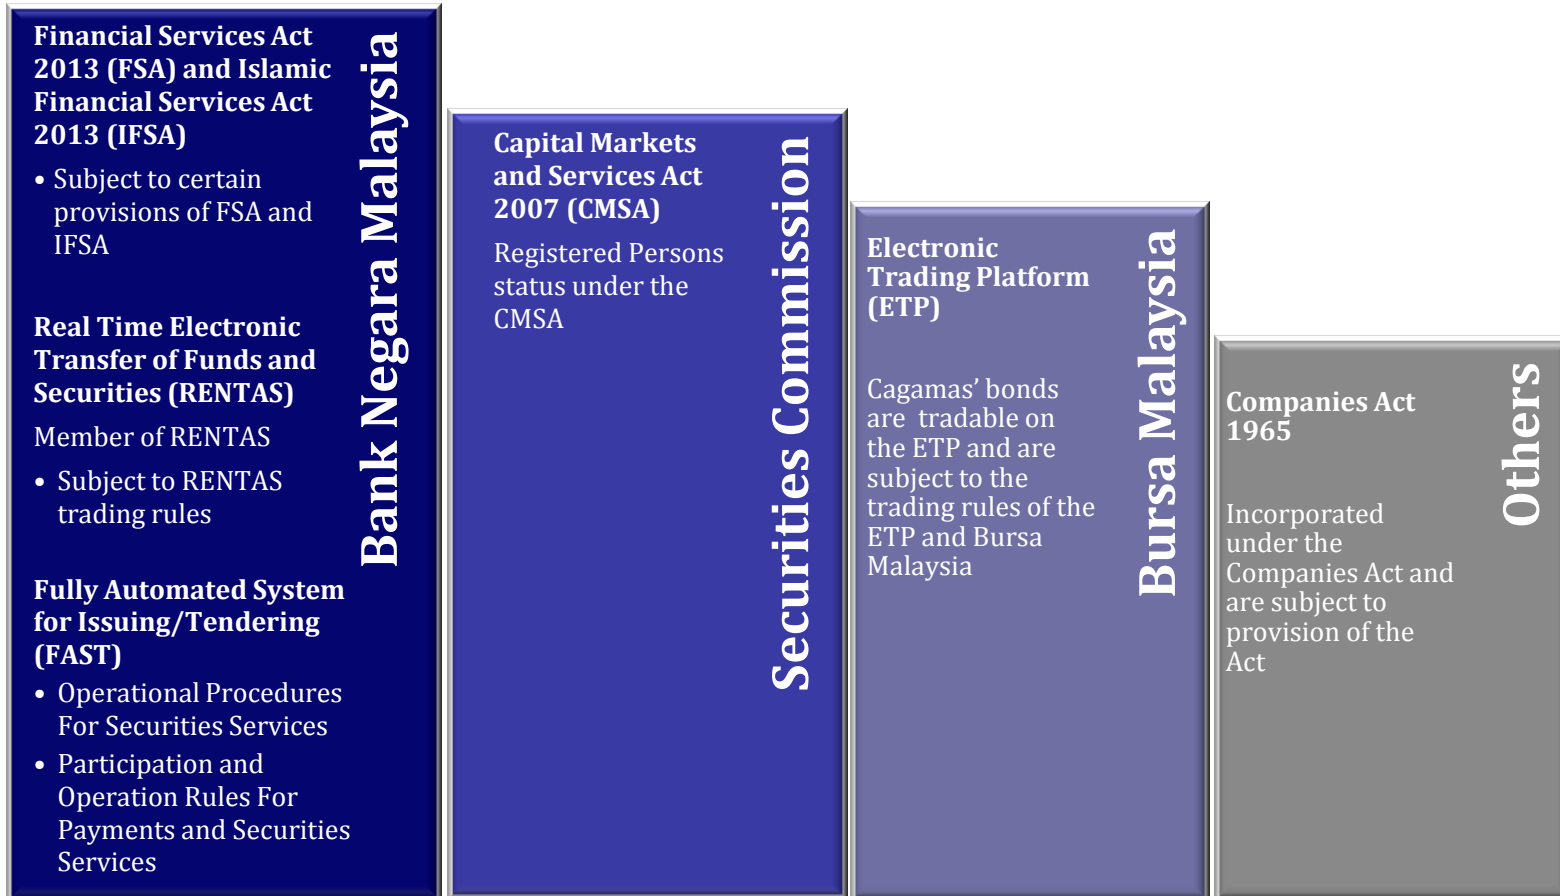 Financial Services Act
2013 (FSA) and Islamic
Financial Services Act
2013 (IFSA)
• Subject to certain
provisions of FSA and
IFSA
Real Time Electronic
Transfer of Funds and
Securities (RENTAS)
Member of RENTAS
• Subject to RENTAS
trading rules
Fully Automated System
for Issuing/Tendering
(FAST)
• Operational Procedures
For Securities Services
• Participation and
Operation Rules For
Payments and Securities
Services
Bank Negara Malaysia
Capital Markets
and Services Act
2007 (CMSA)
Registered Persons
status under the
CMSA
Securities Commission
Electronic
Trading Platform
(ETP)
Cagamas’ bonds
are tradable on
the ETP and are
subject to the
trading rules of the
ETP and Bursa
Malaysia
Bursa Malaysia
Companies Act
1965
Incorporated
under the
Companies Act and
are subject to
provision of the
Act
Others